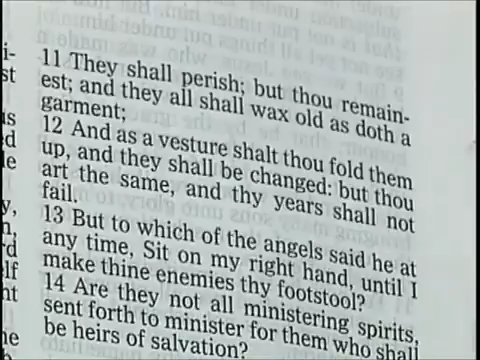 11 They shall perish; but thou remain-
est; and they all shall wax old as doth a
garment;
12 And as a vesture shalt thou fold them
up, and they shall be changed: but thou
art the same, and thy years shall not
fail.
13 But to which of the angels said he at
any time, Sit on my right hand, until I
make thine enemies thy footstool?
14 Are they not all ministering spirits,
sent forth to minister for them who shall
be heirs of salvation?